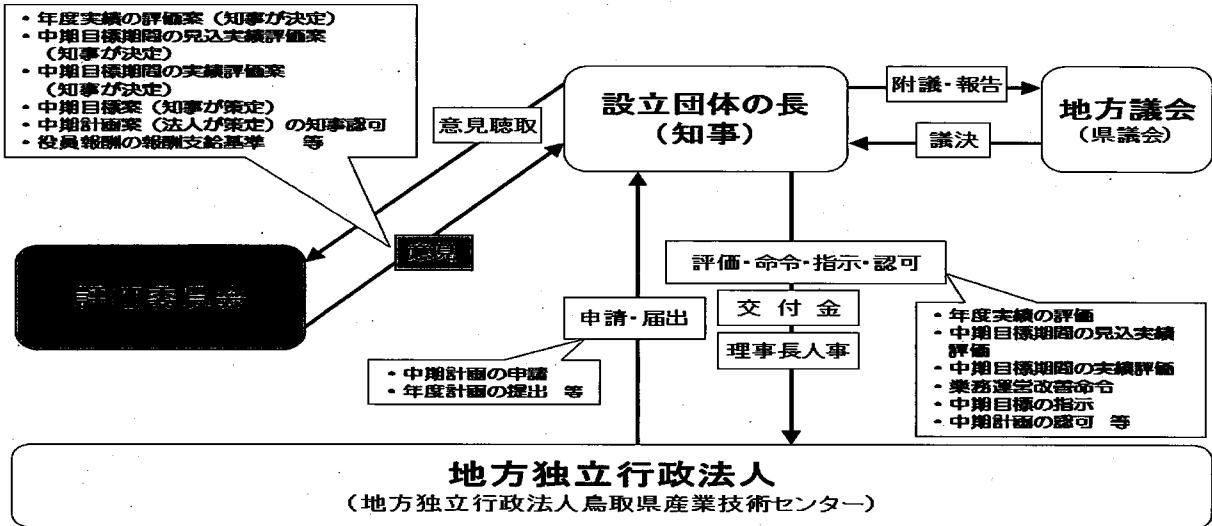 ・年度実績の評価案（知事が決定）
・中期目標期間の見込実績評価案
（知事が決定）
・中期目標期間の実績評価案
（知事が決定）
・中期目標案（知事が策定）
・中期計画案（法人が策定）の知事認可
・役員報酬の報酬支給基準　等
意見聴取
設立団体の長
（知事）
附議・報告
議決
地方議会
（県議会）
意見
評価委員会
評価・命令・指示・認可
交付金
理事長人事
申請・届出
・中期計画の申請
・年度計画の提出　等
・年度実績の評価
・中期目標期間の見込実績
評価
・中期目標期間の実績評価
・業務運営改善命令
・中期目標の指示
・中期計画の認可　等
地方独立行政法人
（地方独立行政法人鳥取県産業技術センター）